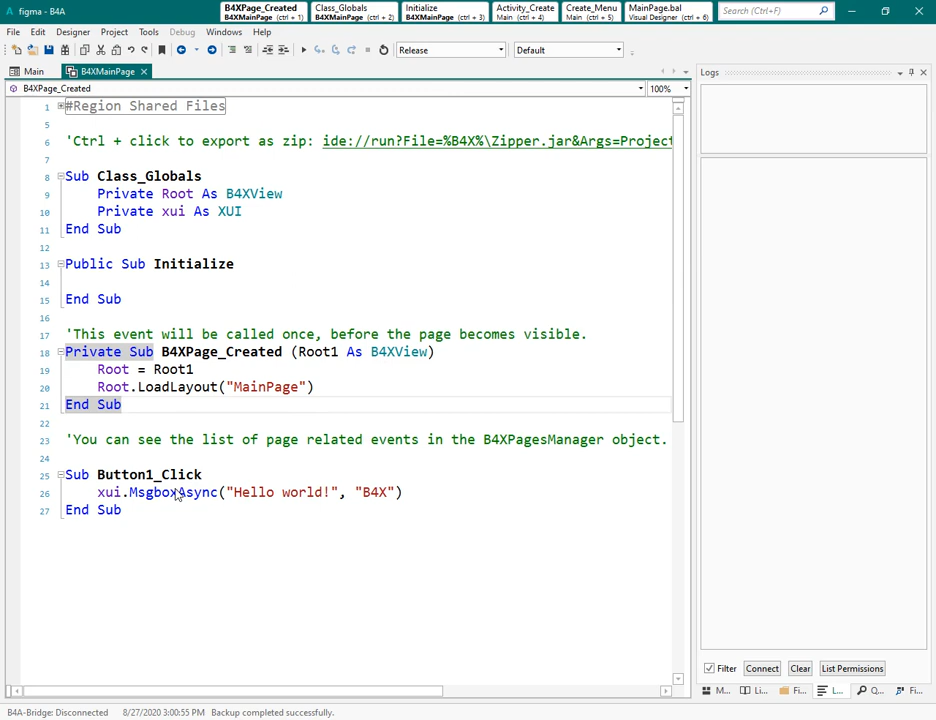 figma - B4A
B4XPage_Created
B4XMainPage (ctrl + 1)
Class_Globals
B4XMainPage (ctrl + 2)
Initialize
B4XMainPage (ctrl + 3)
Activity_Create
Main (ctrl + 4)
Create_Menu
Main (ctrl + 5)
MainPage.bal
Visual Designer (ctrl + 6)
Search (Ctrl+F)
File Edit Designer Project Tools Debug Windows Help
Release
Default
Main
B4XMainPage
Logs
B4XPage_Created
100%
1 #Region Shared Files
5
6 'Ctrl + click to export as zip: ide://run?File=%B4X%\Zipper.jar&Args=Project
7
8 Sub Class_Globals
9 Private Root As B4XView
10 Private xui As XUI
11 End Sub
12
13 Public Sub Initialize
14
15 End Sub
16
17 'This event will be called once, before the page becomes visible.
18 Private Sub B4XPage_Created (Root1 As B4XView)
19 Root = Root1
20 Root.LoadLayout("MainPage")
21 End Sub
22
23 'You can see the list of page related events in the B4XPagesManager object.
24
25 Sub Button1_Click
26 xui.MsgboxAsync("Hello world!", "B4X")
27 End Sub
Filter Connect Clear List Permissions
M... Li... Fi... L... Q... Fi...
B4A-Bridge: Disconnected 8/27/2020 3:00:55 PM Backup completed successfully.